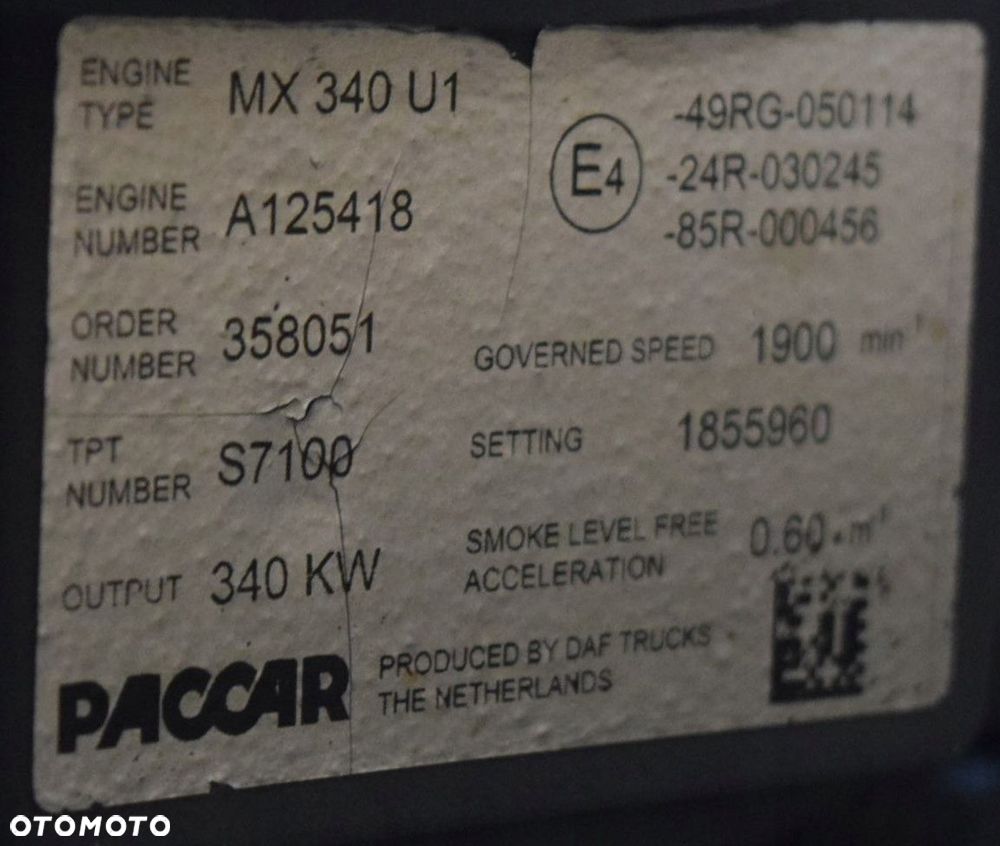 ENGINE
TYPE
MX 340 U1
ENGINE
NUMBER
A125418
ORDER
NUMBER
358051
TPT
NUMBER
S7100
OUTPUT 340 KW
PACCAR
E4
-49RG-050114
-24R-030245
-85R-000456
GOVERNED SPEED 1900 min⁻¹
SETTING 1855960
SMOKE LEVEL FREE
ACCELERATION
0.60 m⁻¹
PRODUCED BY DAF TRUCKS
THE NETHERLANDS
OTOMOTO